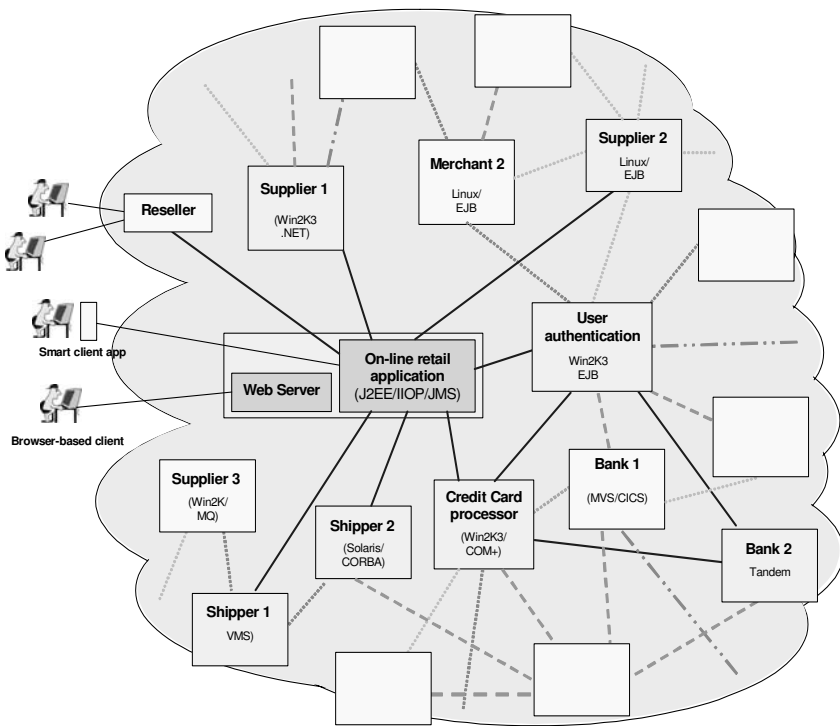 Supplier 2
Linux/
EJB
Merchant 2
Linux/
EJB
Supplier 1
(Win2K3
.NET)
Reseller
User
authentication
Win2K3
EJB
Smart client app
On-line retail
application
(J2EE/IIOP/JMS)
Web Server
Browser-based client
Supplier 3
(Win2K/
MQ)
Bank 1
(MVS/CICS)
Credit Card
processor
(Win2K3/
COM+)
Shipper 2
(Solaris/
CORBA)
Bank 2
Tandem
Shipper 1
VMS)